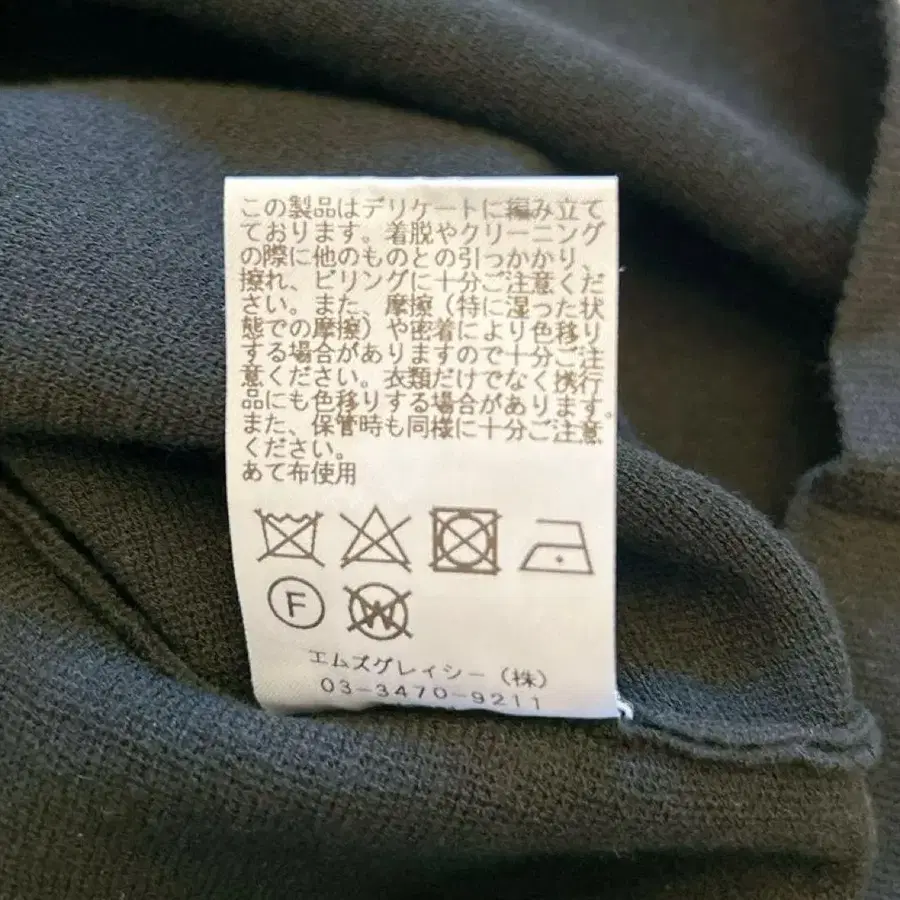 この製品はデリケートに編み立て
ております。着脱やクリーニング
の際に他のものとの引っかかり、
擦れ、ピリングに十分ご注意くだ
さい。また、摩擦（特に湿った状
態での摩擦）や密着により色移り
する場合がありますので十分ご注
意ください。衣類だけでなく携行
品にも色移りする場合があります。
また、保管時も同様に十分ご注意
ください。
あて布使用
F W
エムズグレイシー（株）
03-3470-9211